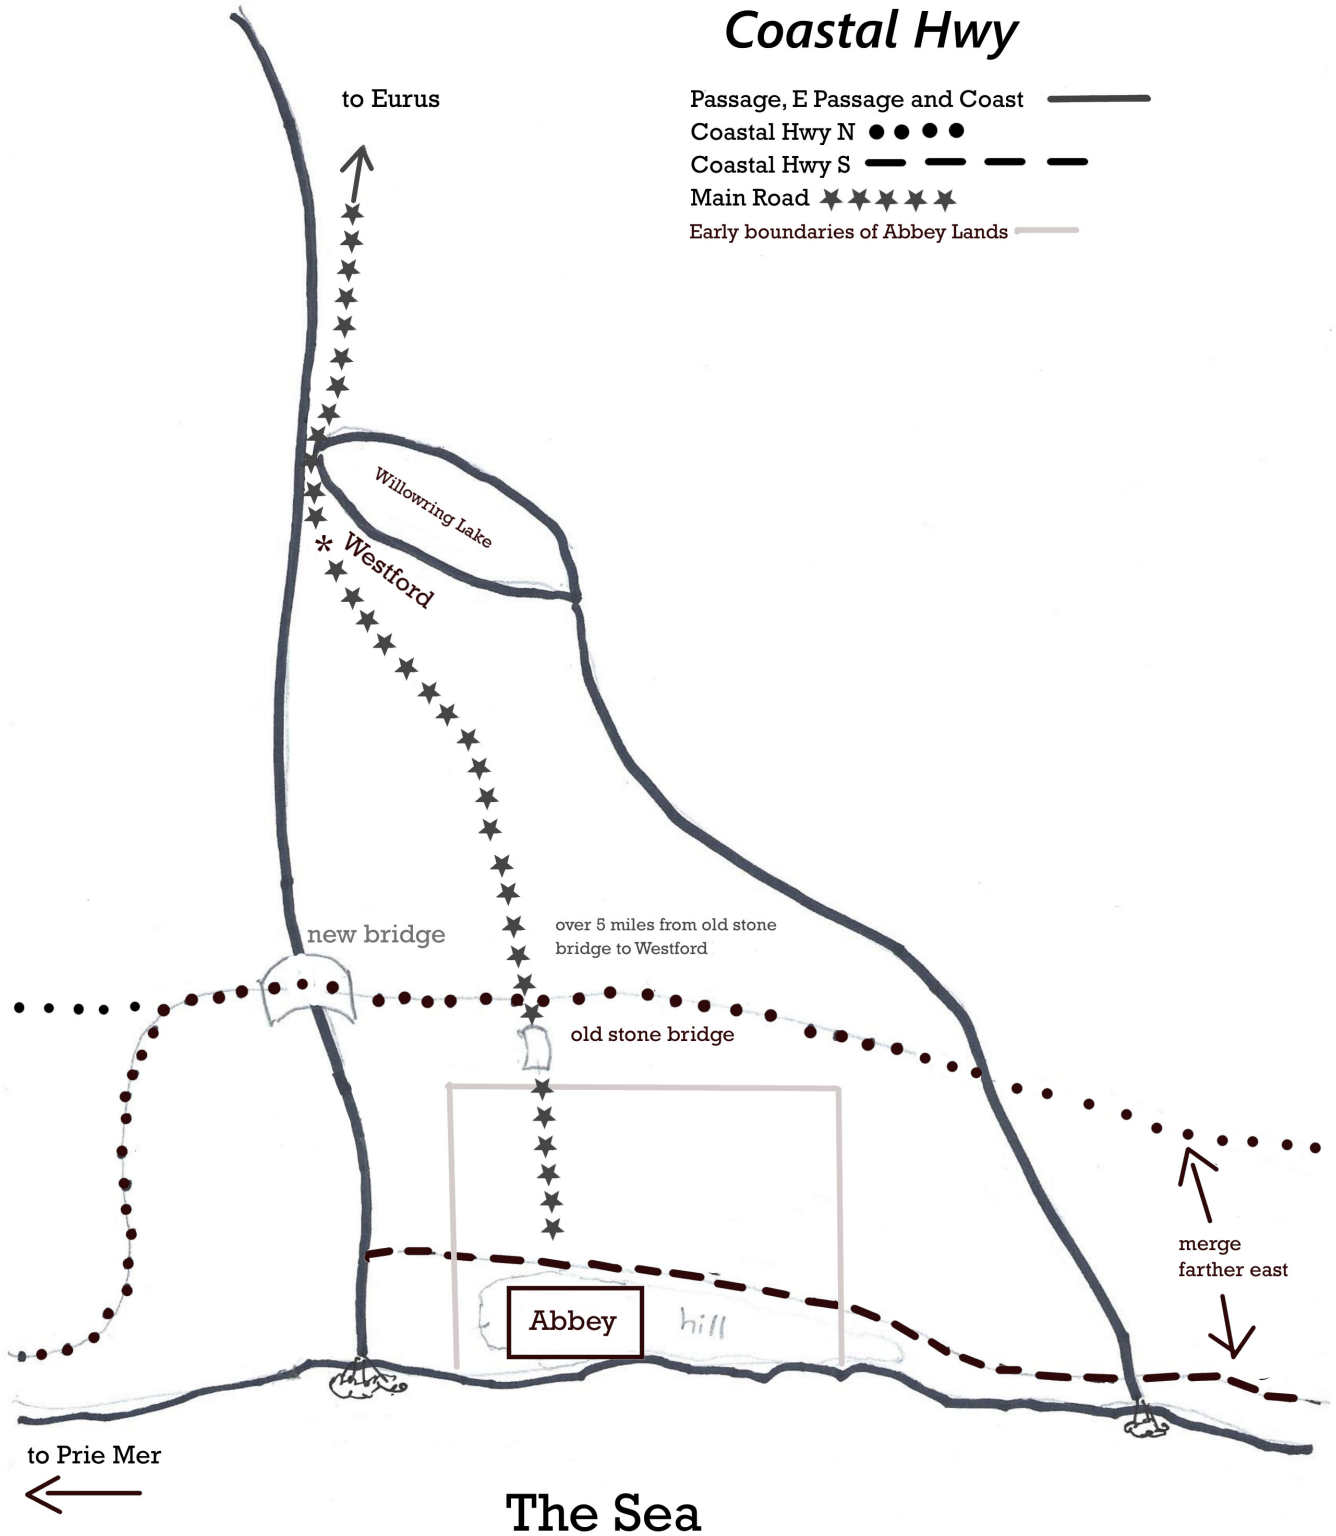 Coastal Hwy
to Eurus
Passage, E Passage and Coast
Coastal Hwy N
Coastal Hwy S
Main Road
Early boundaries of Abbey Lands
Willowring Lake
* Westford
new bridge
over 5 miles from old stone
bridge to Westford
old stone bridge
merge
farther east
Abbey
hill
to Prie Mer
The Sea